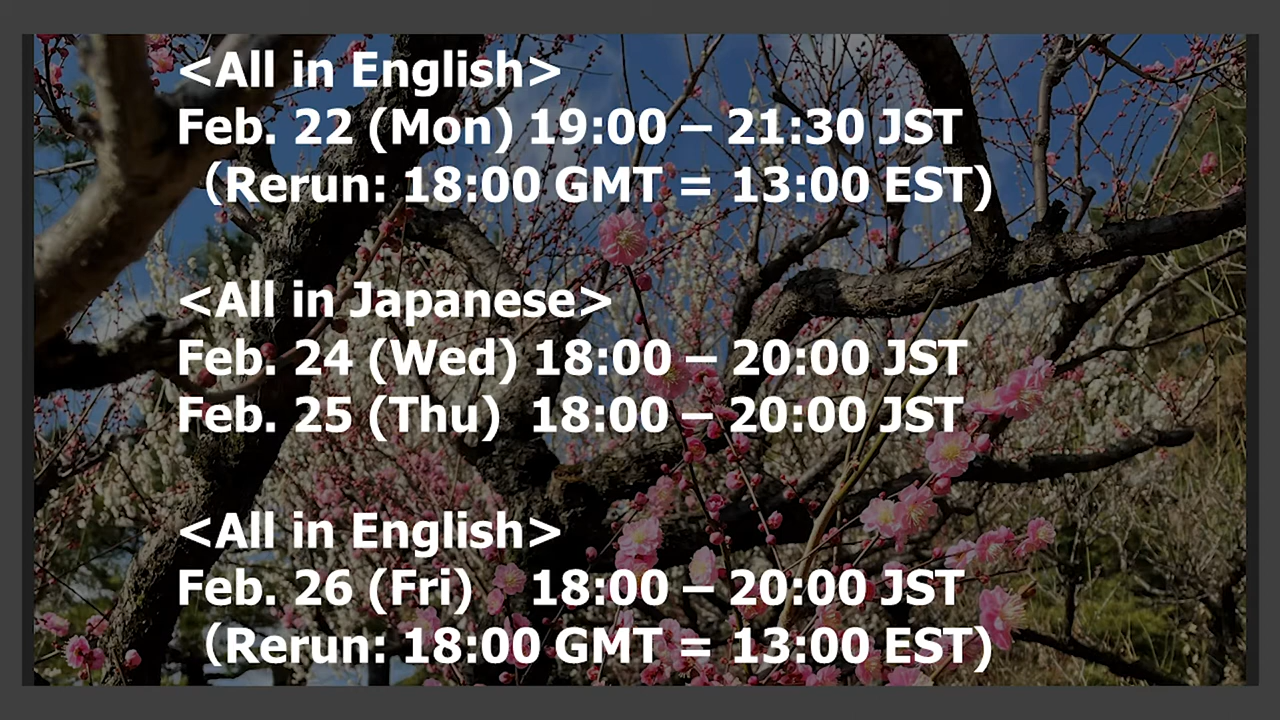 <All in English>
Feb. 22 (Mon) 19:00 – 21:30 JST
(Rerun: 18:00 GMT = 13:00 EST)
<All in Japanese>
Feb. 24 (Wed) 18:00 – 20:00 JST
Feb. 25 (Thu) 18:00 – 20:00 JST
<All in English>
Feb. 26 (Fri) 18:00 – 20:00 JST
(Rerun: 18:00 GMT = 13:00 EST)